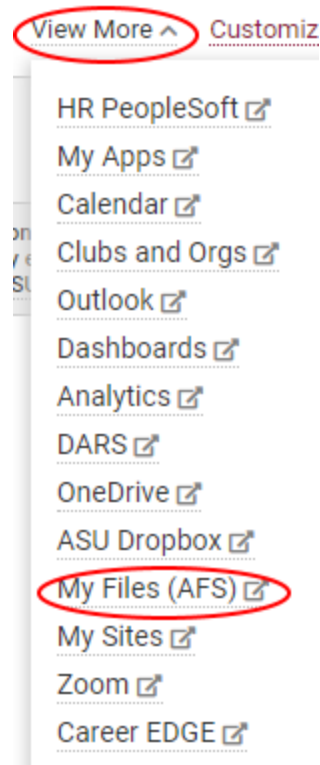 View More Customiz
HR PeopleSoft
My Apps
Calendar
Clubs and Orgs
Outlook
Dashboards
Analytics
DARS
OneDrive
ASU Dropbox
My Files (AFS)
My Sites
Zoom
Career EDGE